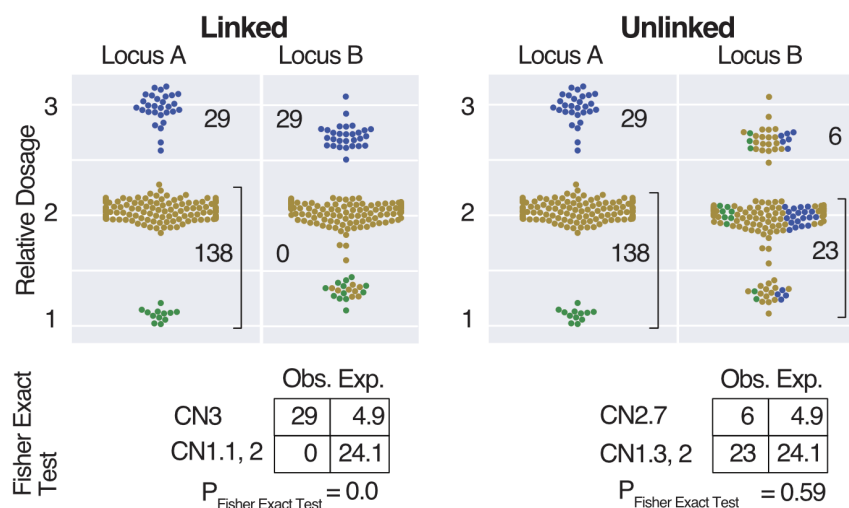 Linked
Locus A Locus B
Relative Dosage
3
2
1
29
138
29
0
Unlinked
Locus A Locus B
3
2
1
29
138
6
23
Fisher Exact
Test
Obs. Exp.
CN3 29 4.9
CN1.1, 2 0 24.1
P Fisher Exact Test = 0.0
Obs. Exp.
CN2.7 6 4.9
CN1.3, 2 23 24.1
P Fisher Exact Test = 0.59